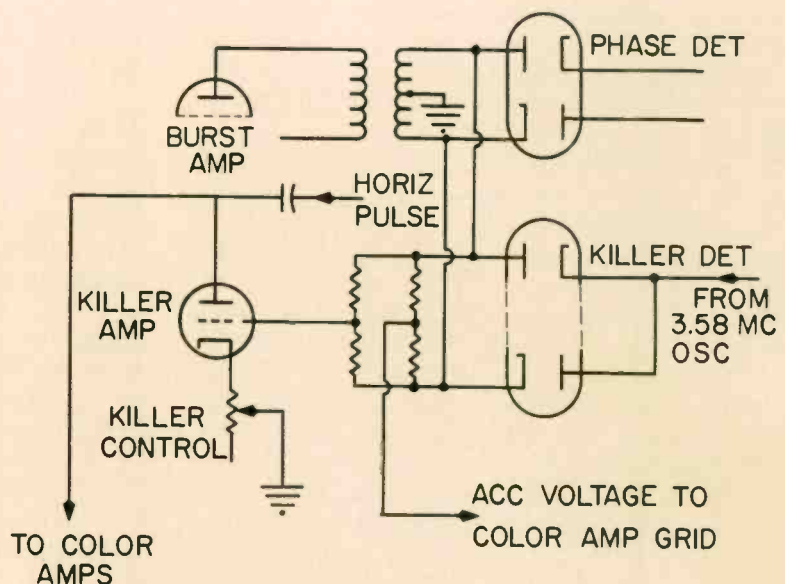 PHASE DET
BURST
AMP
HORIZ
PULSE
KILLER DET
KILLER
AMP
FROM
3.58 MC
OSC
KILLER
CONTROL
ACC VOLTAGE TO
COLOR AMP GRID
TO COLOR
AMPS